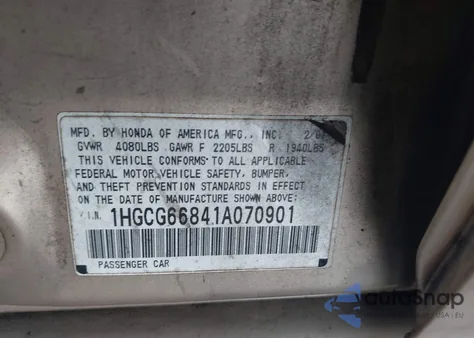 MFD. BY HONDA OF AMERICA MFG., INC.
GVWR 4080LBS GAWR F 2205LBS R 1940LBS
THIS VEHICLE CONFORMS TO ALL APPLICABLE
FEDERAL MOTOR VEHICLE SAFETY, BUMPER,
AND THEFT PREVENTION STANDARDS IN EFFECT
ON THE DATE OF MANUFACTURE SHOWN ABOVE:
V.I.N. 1HGCG66841A070901
PASSENGER CAR
autoSnap
USA | EU